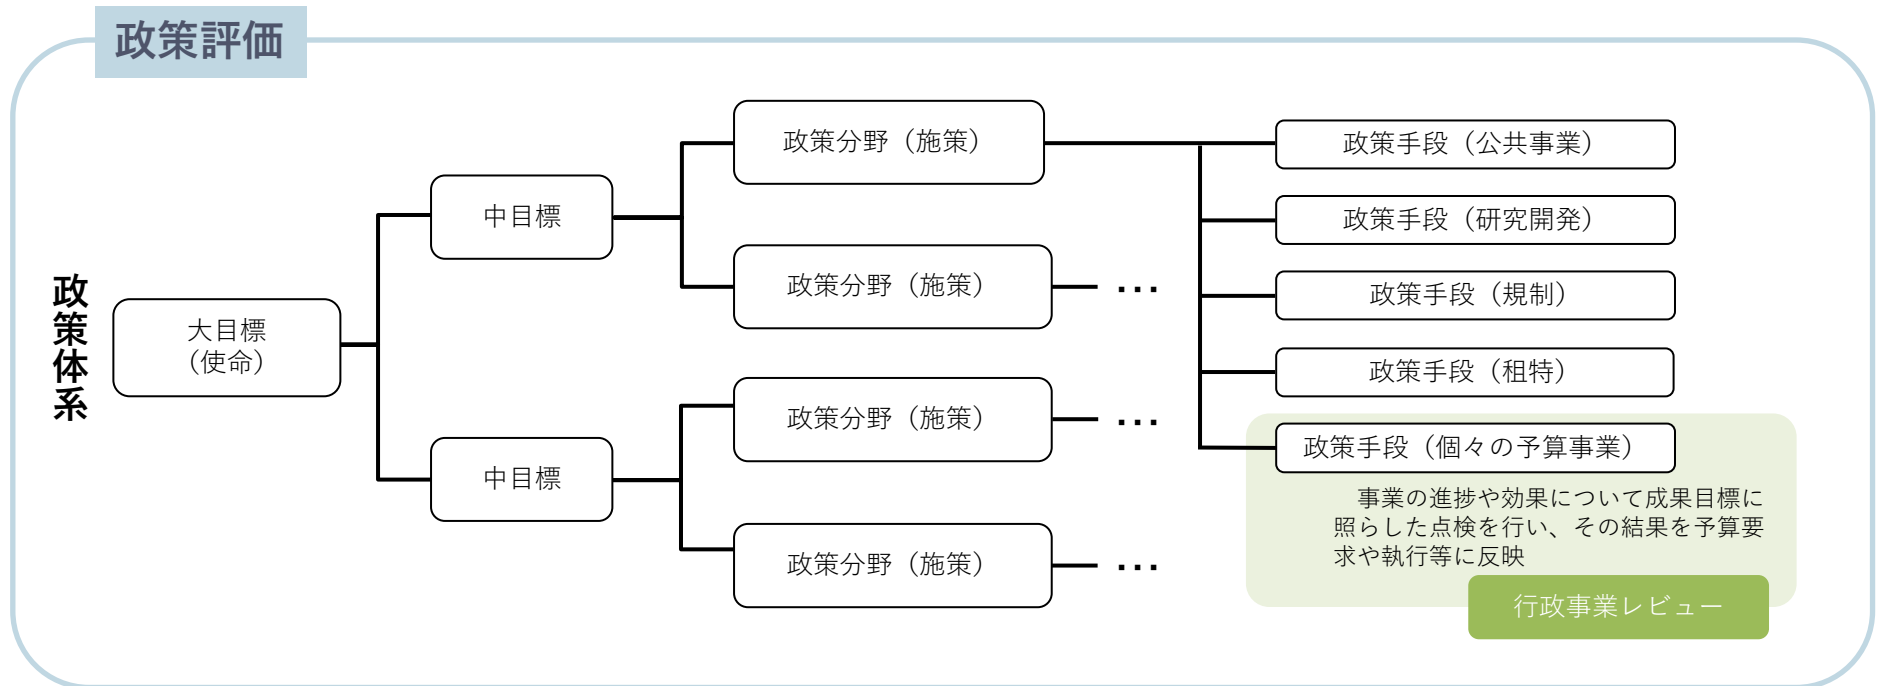 政策評価
政策体系
大目標
（使命）
中目標
中目標
政策分野（施策）
政策分野（施策）
...
政策分野（施策）
...
政策分野（施策）
...
政策手段（公共事業）
政策手段（研究開発）
政策手段（規制）
政策手段（租特）
政策手段（個々の予算事業）
事業の進捗や効果について成果目標に
照らした点検を行い、その結果を予算要
求や執行等に反映
行政事業レビュー